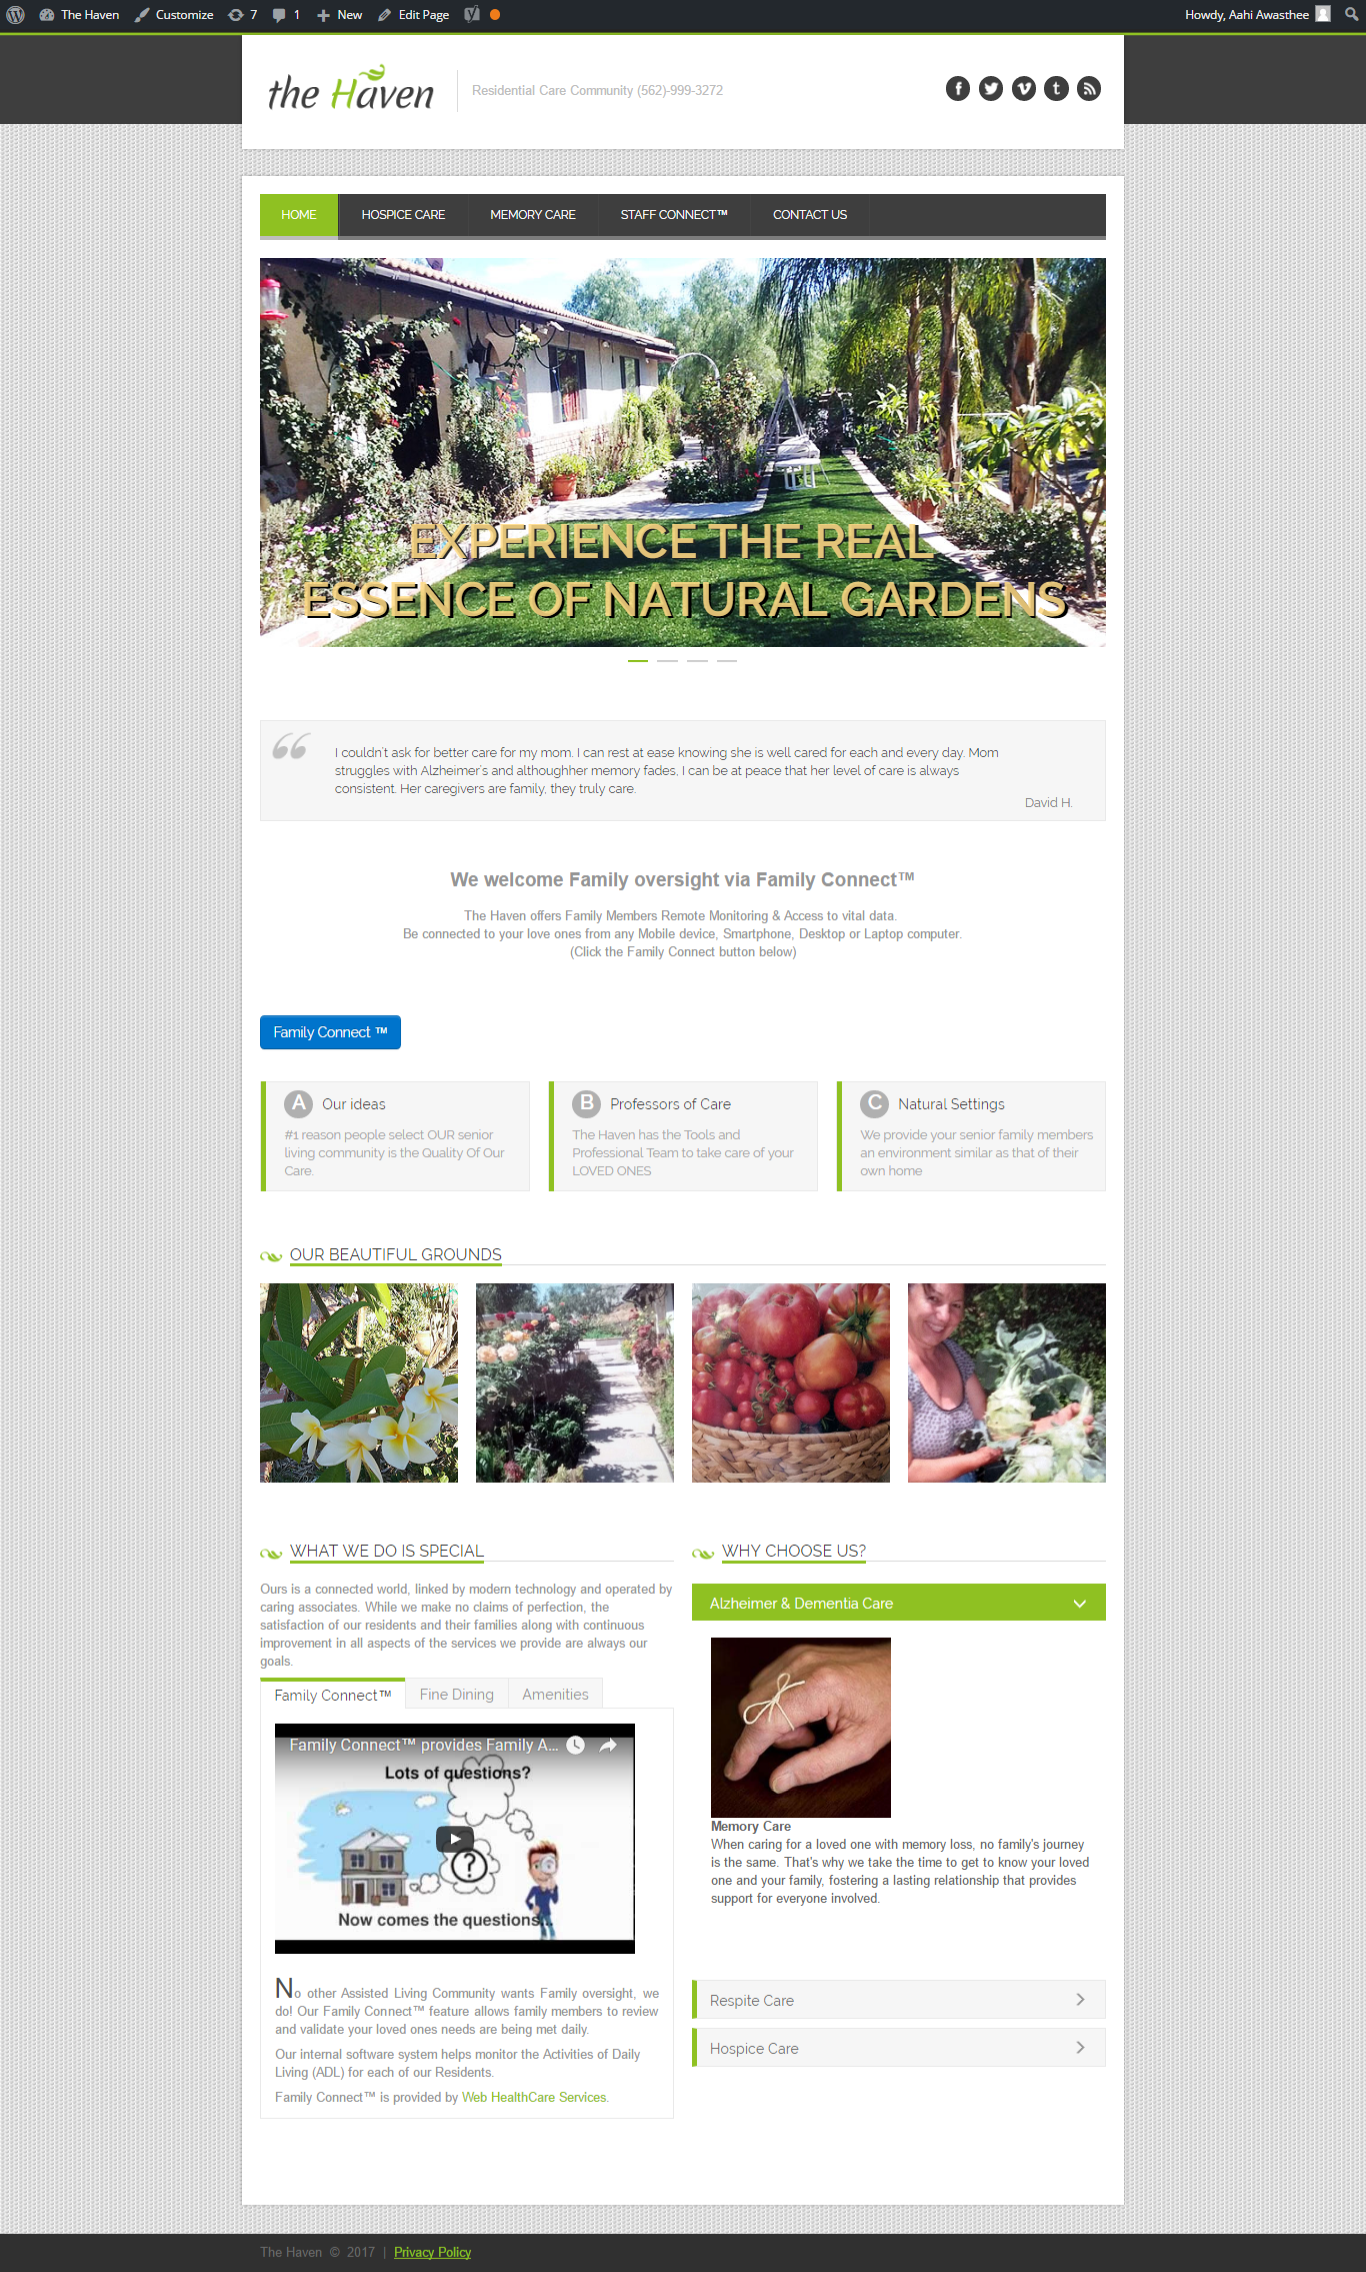 The Haven Customize 7 1 New Edit Page Howdy, Aahi Awasthee
the Haven
Residential Care Community (562)-999-3272
HOME HOSPICE CARE MEMORY CARE STAFF CONNECT™ CONTACT US
EXPERIENCE THE REAL
ESSENCE OF NATURAL GARDENS
I couldn't ask for better care for my mom. I can rest at ease knowing she is well cared for each and every day. Mom
struggles with Alzheimer's and althoughher memory fades, I can be at peace that her level of care is always
consistent. Her caregivers are family, they truly care.
David H.
We welcome Family oversight via Family Connect™
The Haven offers Family Members Remote Monitoring & Access to vital data.
Be connected to your love ones from any Mobile device, Smartphone, Desktop or Laptop computer.
(Click the Family Connect button below)
Family Connect ™
A Our ideas
#1 reason people select OUR senior
living community is the Quality Of Our
Care.
B Professors of Care
The Haven has the Tools and
Professional Team to take care of your
LOVED ONES
C Natural Settings
We provide your senior family members
an environment similar as that of their
own home
OUR BEAUTIFUL GROUNDS
WHAT WE DO IS SPECIAL
Ours is a connected world, linked by modern technology and operated by
caring associates. While we make no claims of perfection, the
satisfaction of our residents and their families along with continuous
improvement in all aspects of the services we provide are always our
goals.
Family Connect™ Fine Dining Amenities
Family Connect™ provides Family A...
Lots of questions?
?
Now comes the questions...
No other Assisted Living Community wants Family oversight, we
do! Our Family Connect™ feature allows family members to review
and validate your loved ones needs are being met daily.
Our internal software system helps monitor the Activities of Daily
Living (ADL) for each of our Residents.
Family Connect™ is provided by Web HealthCare Services.
WHY CHOOSE US?
Alzheimer & Dementia Care
Memory Care
When caring for a loved one with memory loss, no family's journey
is the same. That's why we take the time to get to know your loved
one and your family, fostering a lasting relationship that provides
support for everyone involved.
Respite Care
Hospice Care
The Haven © 2017 | Privacy Policy